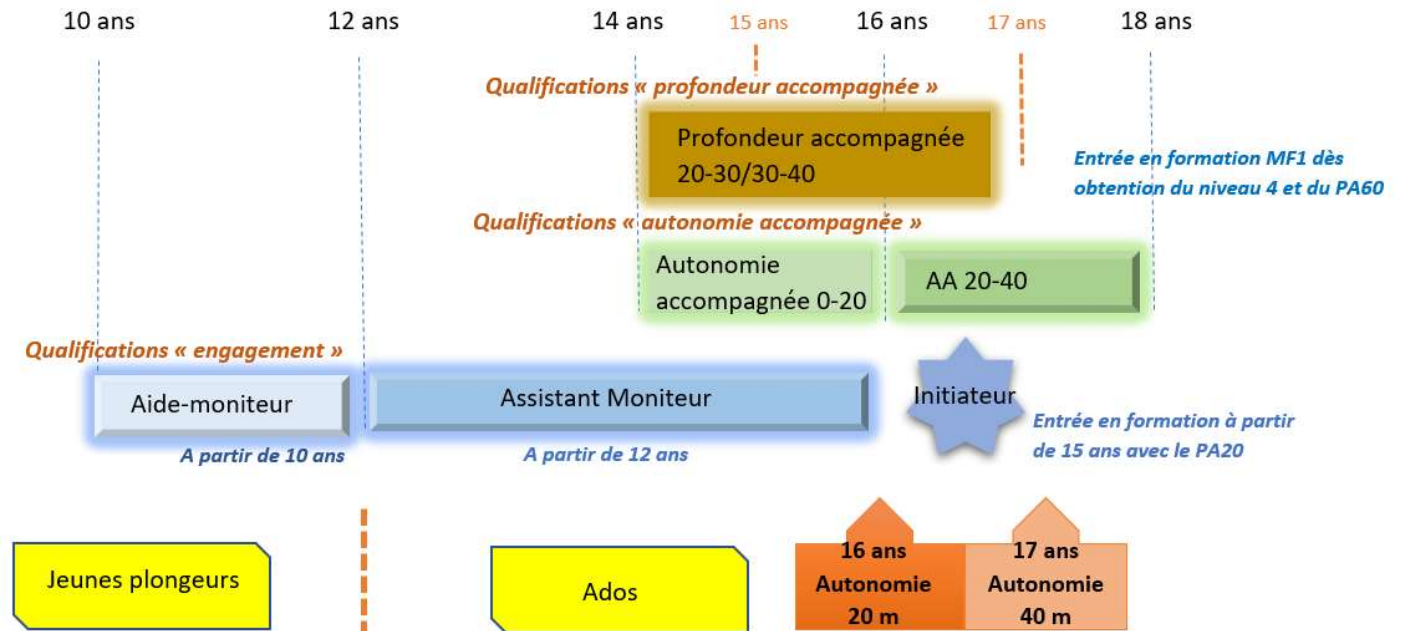 10 ans
12 ans
14 ans
15 ans
16 ans
17 ans
18 ans
Qualifications « profondeur accompagnée »
Profondeur accompagnée
20-30/30-40
Entrée en formation MF1 dès
obtention du niveau 4 et du PA60
Qualifications « autonomie accompagnée »
Autonomie
accompagnée 0-20
AA 20-40
Qualifications « engagement »
Aide-moniteur
Assistant Moniteur
Initiateur
A partir de 10 ans
A partir de 12 ans
Entrée en formation à partir
de 15 ans avec le PA20
Jeunes plongeurs
Ados
16 ans
Autonomie
20 m
17 ans
Autonomie
40 m